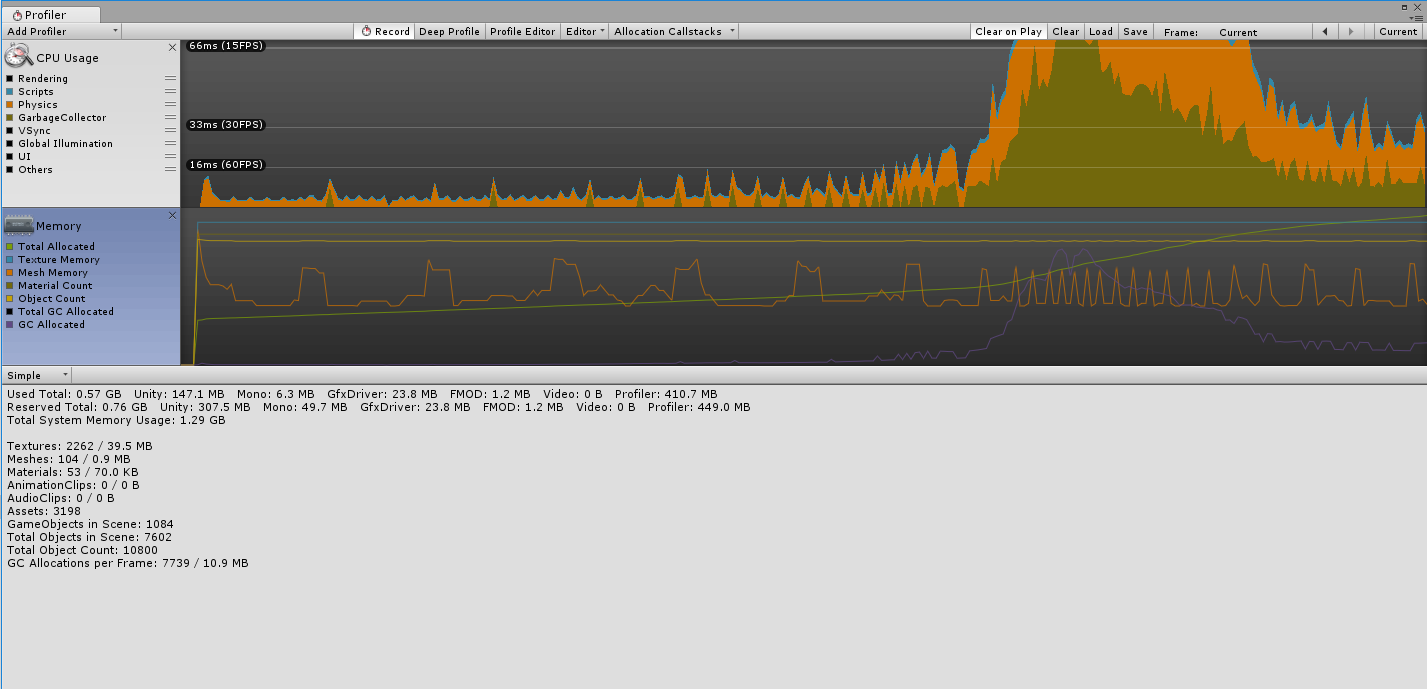 Profiler
Add Profiler Record Deep Profile Profile Editor Editor Allocation Callstacks Clear on Play Clear Load Save Frame: Current Current
CPU Usage
Rendering
Scripts
Physics
GarbageCollector
VSync
Global Illumination
UI
Others
66ms (15FPS)
33ms (30FPS)
16ms (60FPS)
Memory
Total Allocated
Texture Memory
Mesh Memory
Material Count
Object Count
Total GC Allocated
GC Allocated
Simple
Used Total: 0.57 GB Unity: 147.1 MB Mono: 6.3 MB GfxDriver: 23.8 MB FMOD: 1.2 MB Video: 0 B Profiler: 410.7 MB
Reserved Total: 0.76 GB Unity: 307.5 MB Mono: 49.7 MB GfxDriver: 23.8 MB FMOD: 1.2 MB Video: 0 B Profiler: 449.0 MB
Total System Memory Usage: 1.29 GB
Textures: 2262 / 39.5 MB
Meshes: 104 / 0.9 MB
Materials: 53 / 70.0 KB
AnimationClips: 0 / 0 B
AudioClips: 0 / 0 B
Assets: 3198
GameObjects in Scene: 1084
Total Objects in Scene: 7602
Total Object Count: 10800
GC Allocations per Frame: 7739 / 10.9 MB